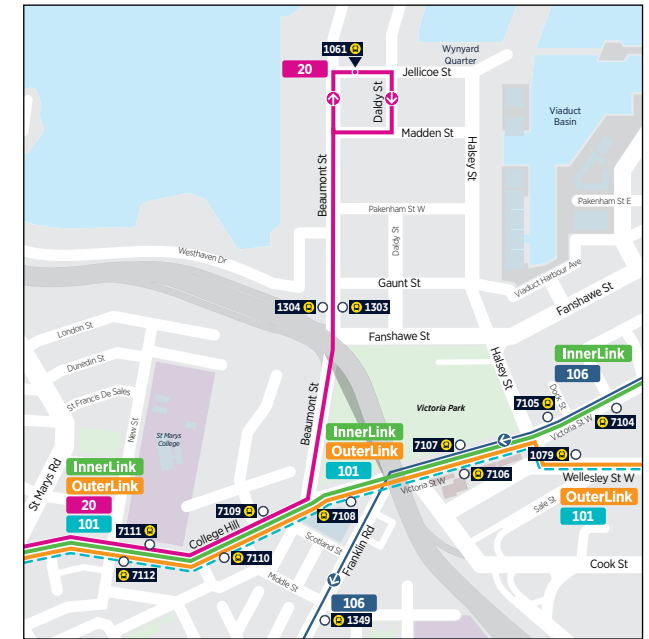 1061
Wynyard
Quarter
20
Jellicoe St
Daldy St
Viaduct
Basin
Madden St
Halsey St
Beaumont St
Pakenham St W
Pakenham St E
Daldy St
Westhaven Dr
Viaduct Harbour Ave
Gaunt St
Fanshawe St
1304
1303
London St
Fanshawe St
Dunedin St
Halsey St
InnerLink
106
St Francis De Sales
Dock St
Beaumont St
Victoria Park
7105
7104
New St
St Marys
College
InnerLink
OuterLink
101
7107
Victoria St W
1079
St Marys Rd
InnerLink
OuterLink
20
101
7106
Wellesley St W
Victoria St W
OuterLink
101
Sale St
7109
7108
7111
College Hill
Scotland St
Franklin Rd
7110
Cook St
7112
Middle St
106
1349